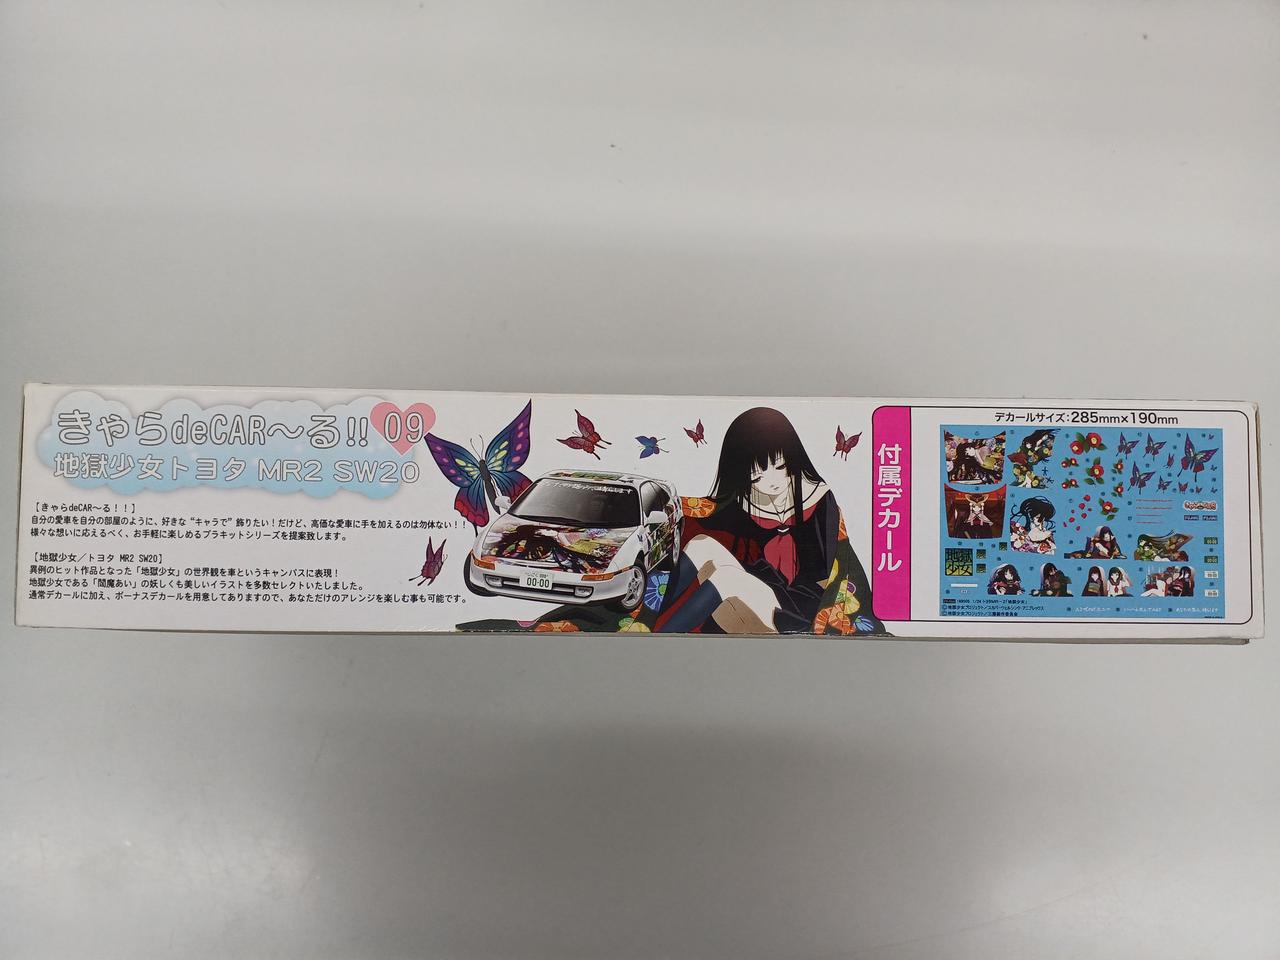 きゃらdeCAR〜る!! 09
地獄少女トヨタ MR2 SW20
【きゃらdeCAR〜る!!】
自分の愛車を自分の部屋のように、好きな“キャラで”飾りたい!だけど、高価な愛車に手を加えるのは勿体ない!!
様々な想いに応えるべく、お手軽に楽しめるプラキットシリーズを提案致します。
【地獄少女/トヨタ MR2 SW20】
異例のヒット作品となった「地獄少女」の世界観を車というキャンバスに表現!
地獄少女である「閻魔あい」の妖しくも美しいイラストを多数セレクトいたしました。
通常デカールに加え、ボーナスデカールを用意してありますので、あなただけのアレンジを楽しむ事も可能です。
00-00
付属デカール
デカールサイズ:285mm×190mm
地獄
少女